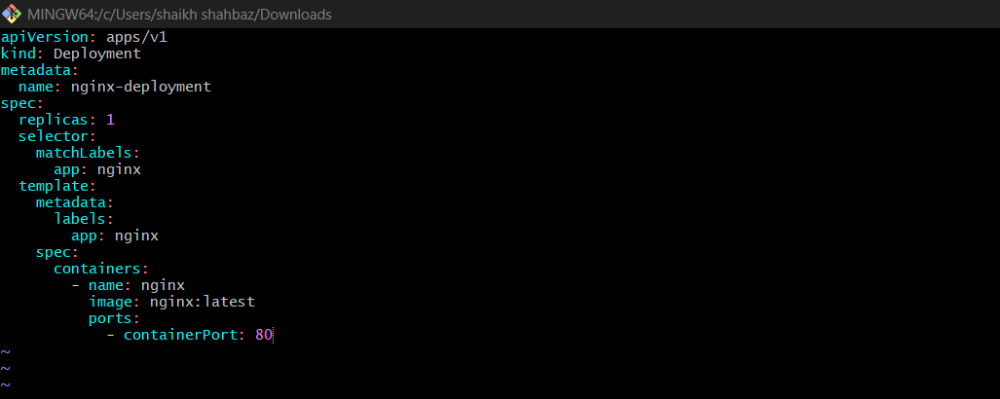 MINGW64:/c/Users/shaikh shahbaz/Downloads
apiVersion: apps/v1
kind: Deployment
metadata:
  name: nginx-deployment
spec:
  replicas: 1
  selector:
    matchLabels:
      app: nginx
  template:
    metadata:
      labels:
        app: nginx
    spec:
      containers:
        - name: nginx
          image: nginx:latest
          ports:
            - containerPort: 80
~
~
~